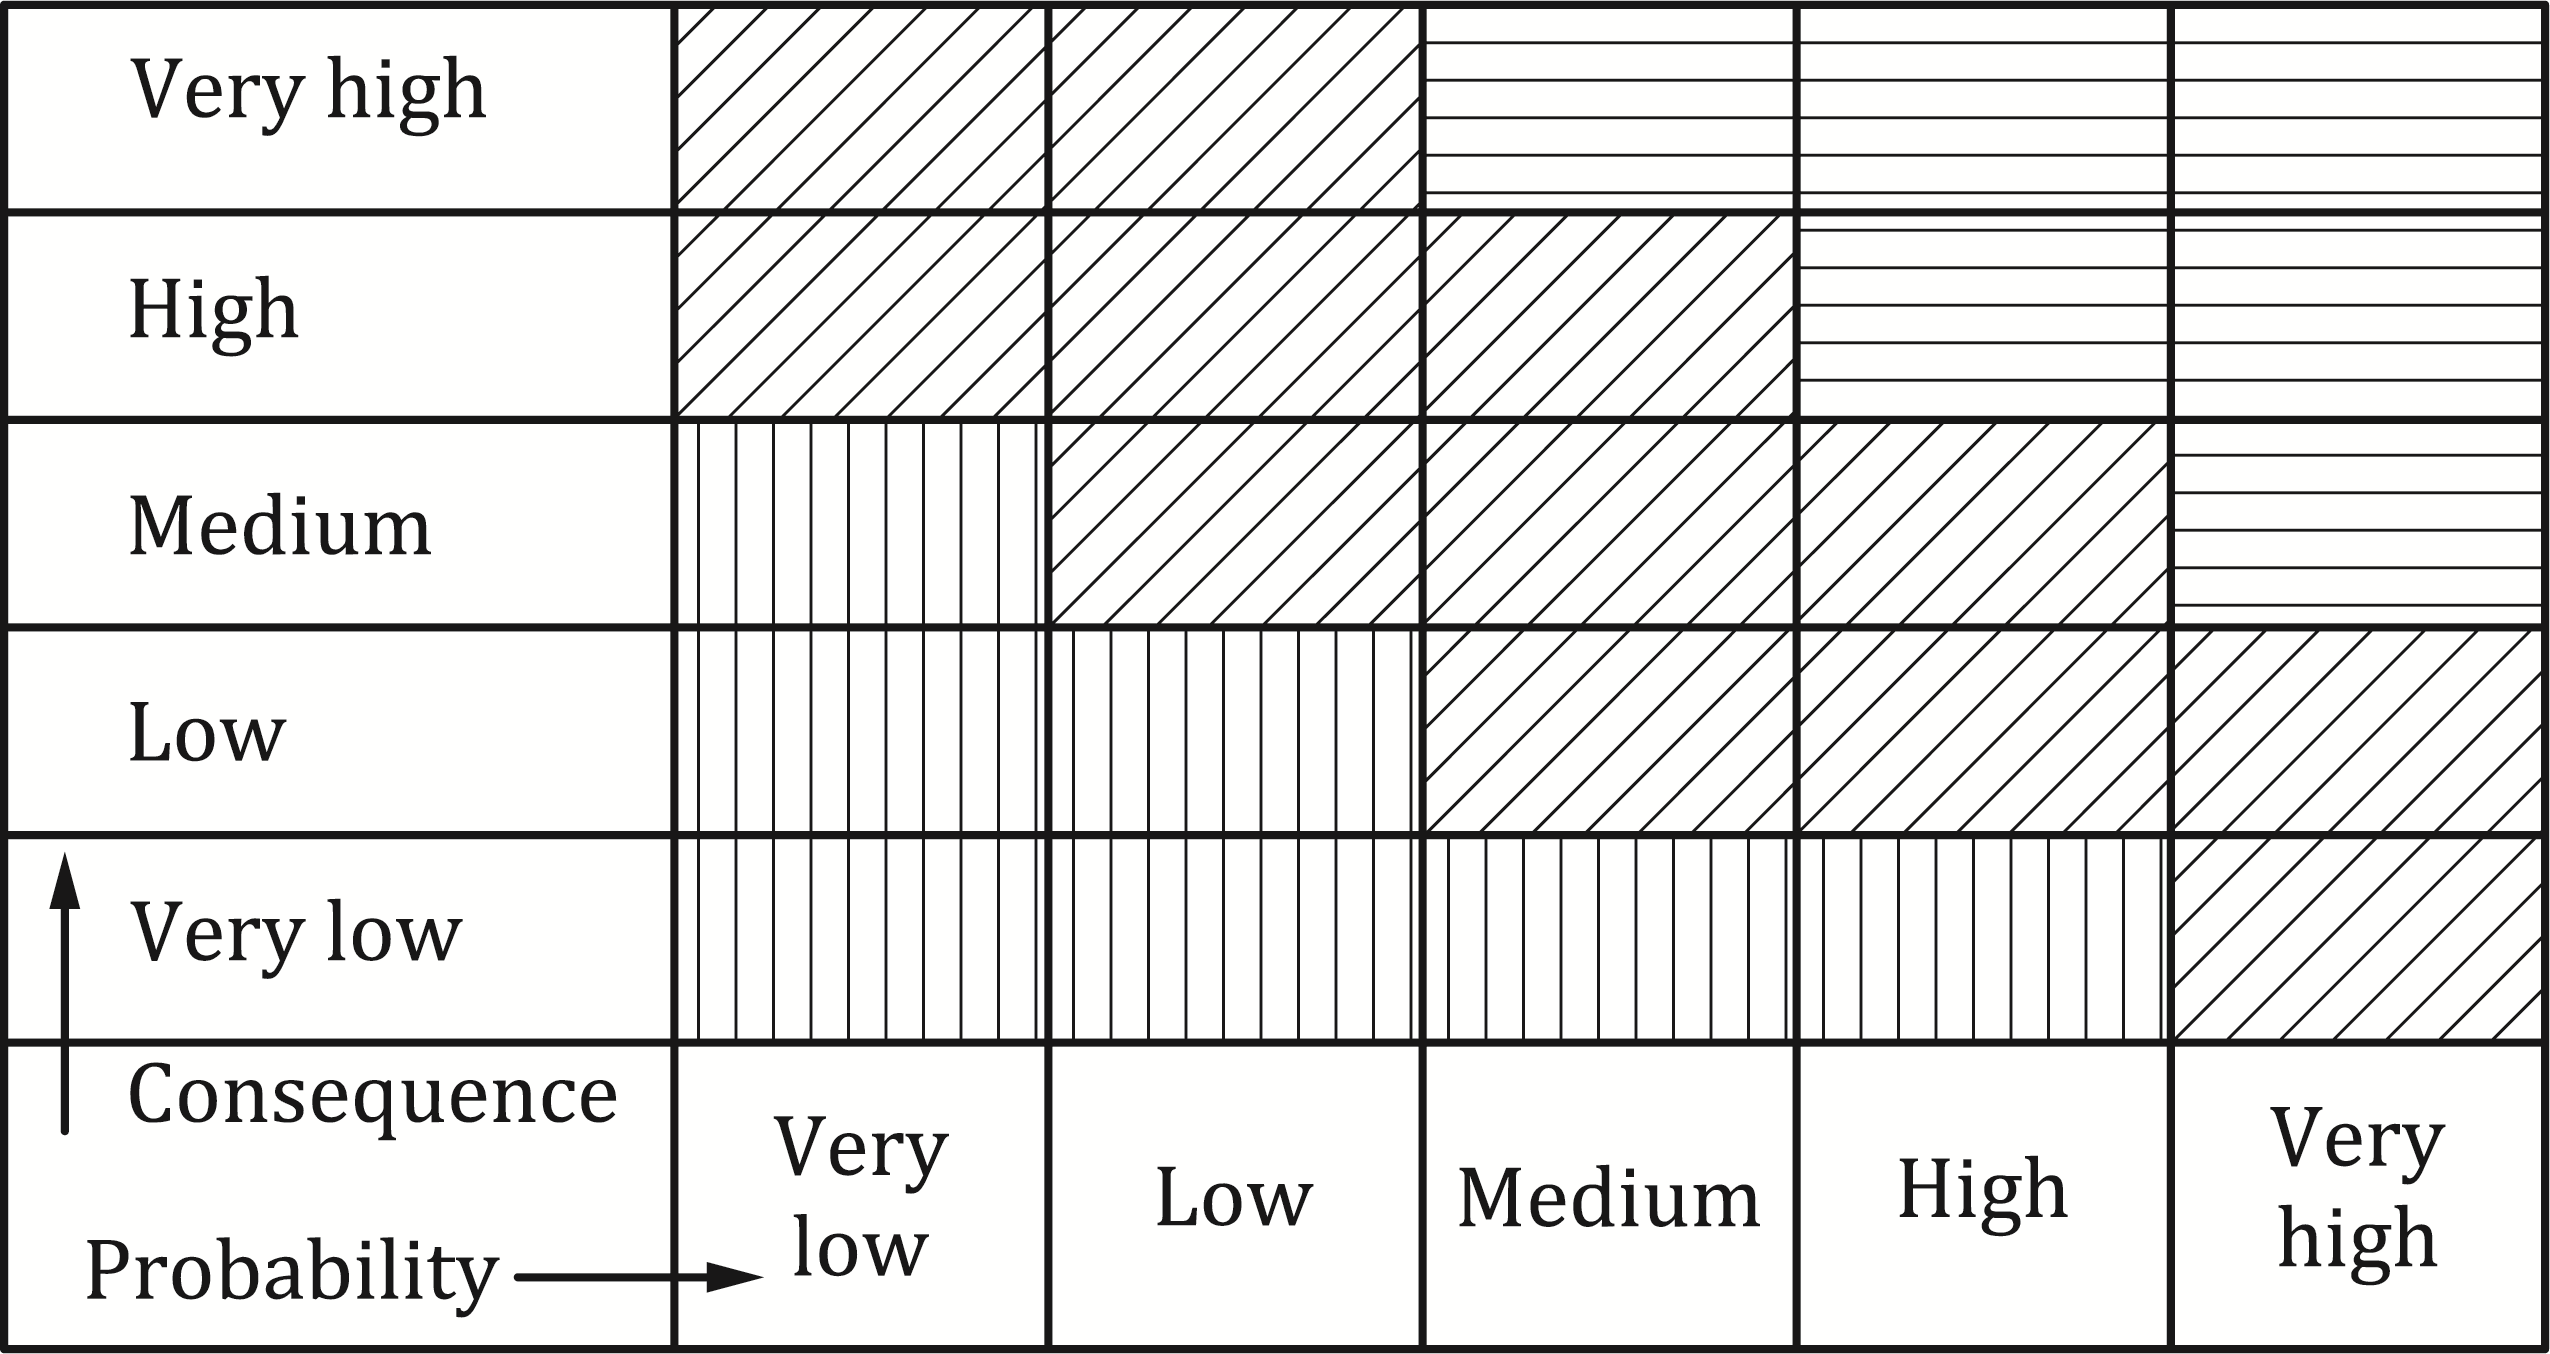 Very high
High
Medium
Low
Very low
Consequence
Probability
Very
low
Low
Medium
High
Very
high